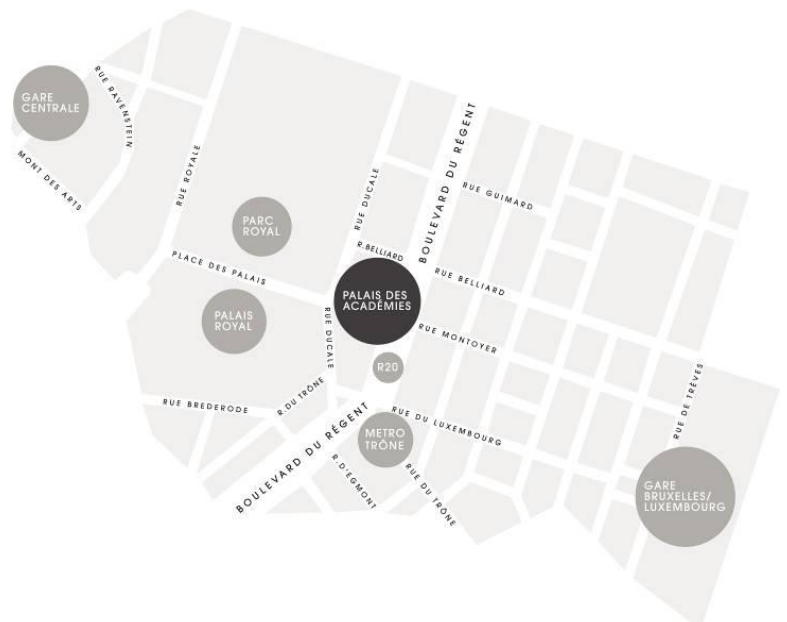 GARE
CENTRALE
RUE RAVENSTEIN
MONT DES ARTS
RUE ROYALE
PARC
ROYAL
RUE DUCALE
BOULEVARD DU RÉGENT
RUE GUIMARD
PLACE DES PALAIS
R.BELLIARD
RUE BELLIARD
PALAIS DES
ACADÉMIES
PALAIS
ROYAL
RUE DUCALE
RUE MONTOYER
R20
RUE DE TRÈVES
RUE BREDERODE
R.DU TRÔNE
BOULEVARD DU RÉGENT
RUE DU LUXEMBOURG
METRO
TRÔNE
R.D'EGMONT
RUE DU TRÔNE
GARE
BRUXELLES/
LUXEMBOURG